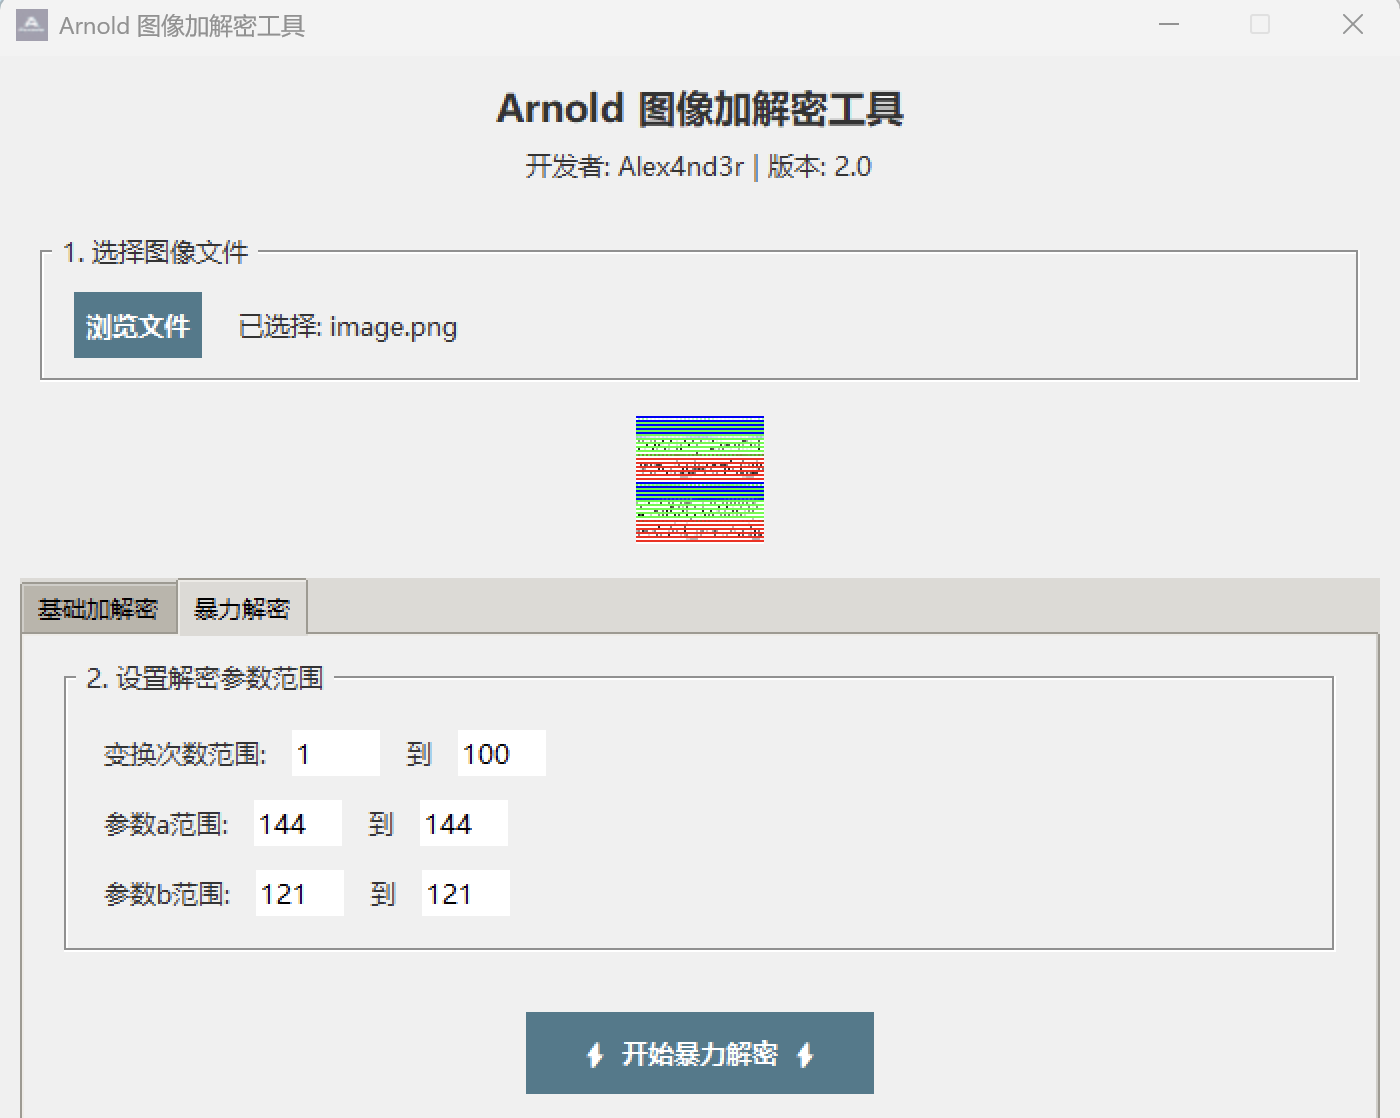 Arnold 图像加解密工具
Arnold 图像加解密工具
开发者: Alex4nd3r | 版本: 2.0
1. 选择图像文件
浏览文件 已选择: image.png
基础加解密 暴力解密
2. 设置解密参数范围
变换次数范围: 1 到 100
参数a范围: 144 到 144
参数b范围: 121 到 121
开始暴力解密